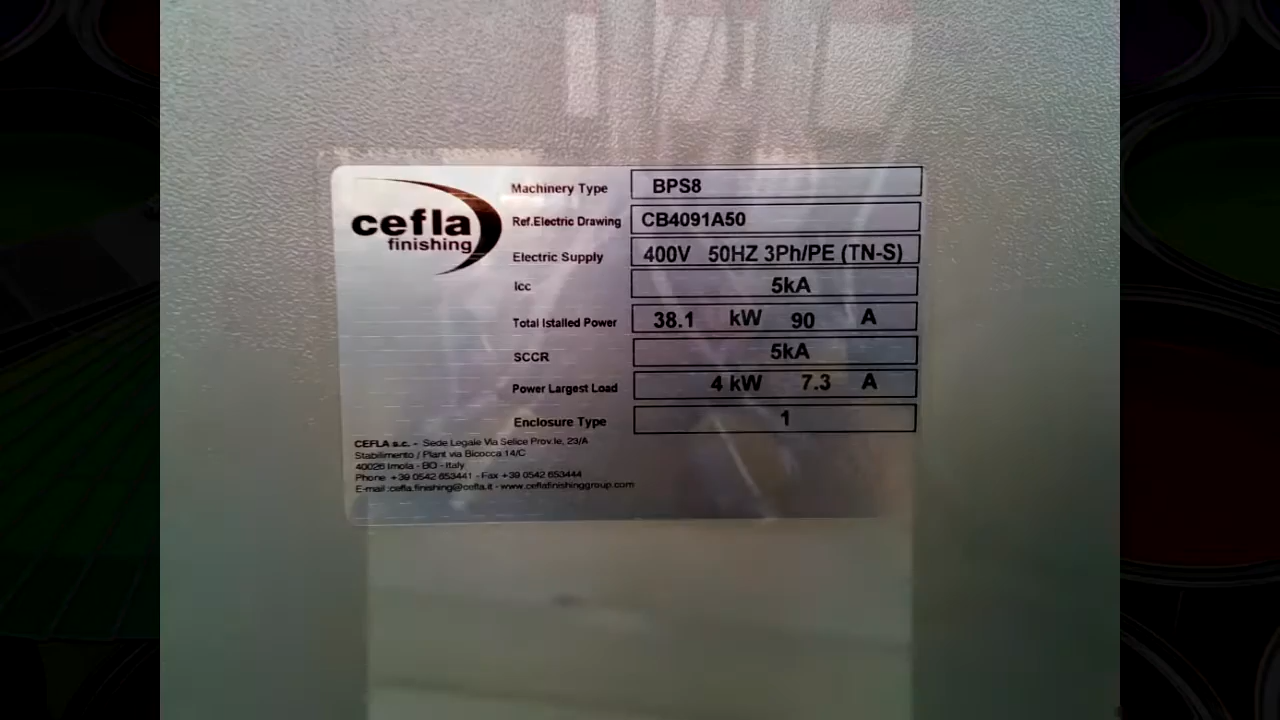 cefla
finishing
Machinery Type BPS8
Ref.Electric Drawing CB4091A50
Electric Supply 400V 50HZ 3Ph/PE (TN-S)
Icc 5kA
Total Istalled Power 38.1 kW 90 A
SCCR 5kA
Power Largest Load 4 kW 7.3 A
Enclosure Type 1
CEFLA s.c. - Sede Legale Via Selice Prov.le, 23/A
Stabilimento / Plant via Bicocca 14/C
40026 Imola - BO - Italy
Phone +39 0542 653441 - Fax +39 0542 653444
E-mail :cefla.finishing@cefla.it - www.ceflafinishinggroup.com